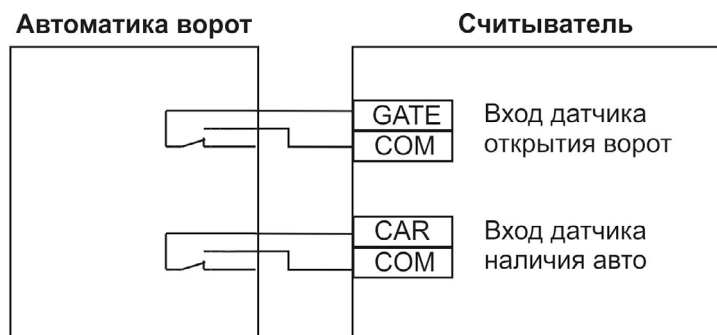 Автоматика ворот
Считыватель
GATE
Вход датчика
COM
открытия ворот
CAR
Вход датчика
COM
наличия авто